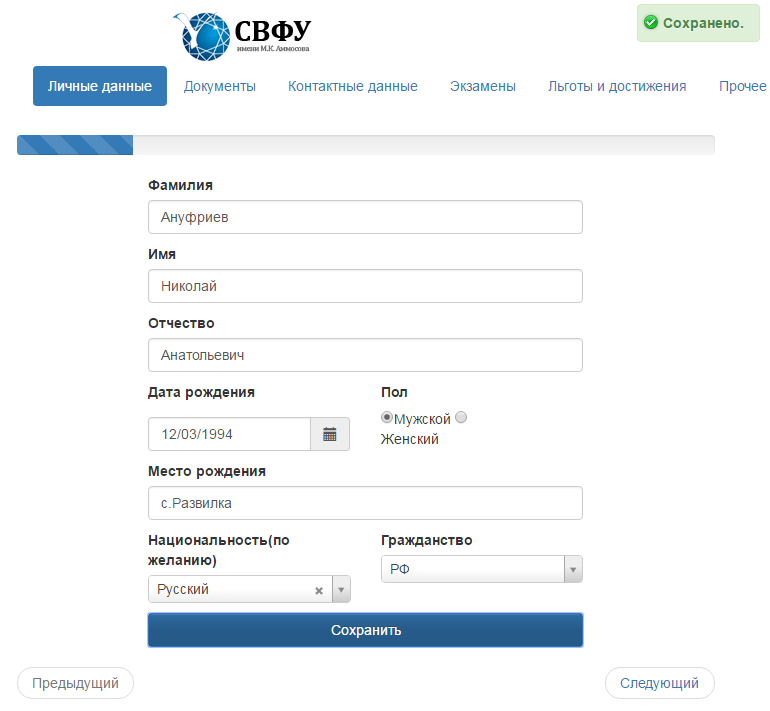 СВФУ
имени М.К. Аммосова
Сохранено.
Личные данные Документы Контактные данные Экзамены Льготы и достижения Прочее
Фамилия
Ануфриев
Имя
Николай
Отчество
Анатольевич
Дата рождения Пол
12/03/1994 Мужской
Женский
Место рождения
с.Развилка
Национальность(по
желанию)
Гражданство
Русский РФ
Сохранить
Предыдущий Следующий